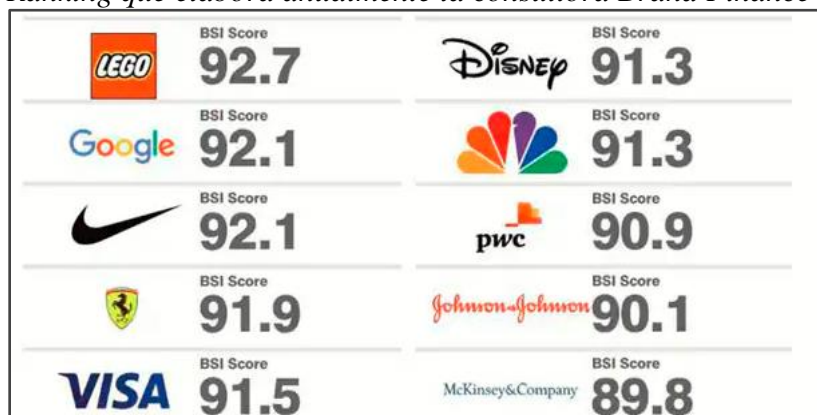 Ranking que elabora anualmente la consultora Brand Finance
LEGO
BSI Score
92.7
Google
BSI Score
92.1
BSI Score
92.1
BSI Score
91.9
VISA
BSI Score
91.5
Disney
BSI Score
91.3
BSI Score
91.3
pwc
BSI Score
90.9
Johnson&Johnson
BSI Score
90.1
McKinsey&Company
BSI Score
89.8